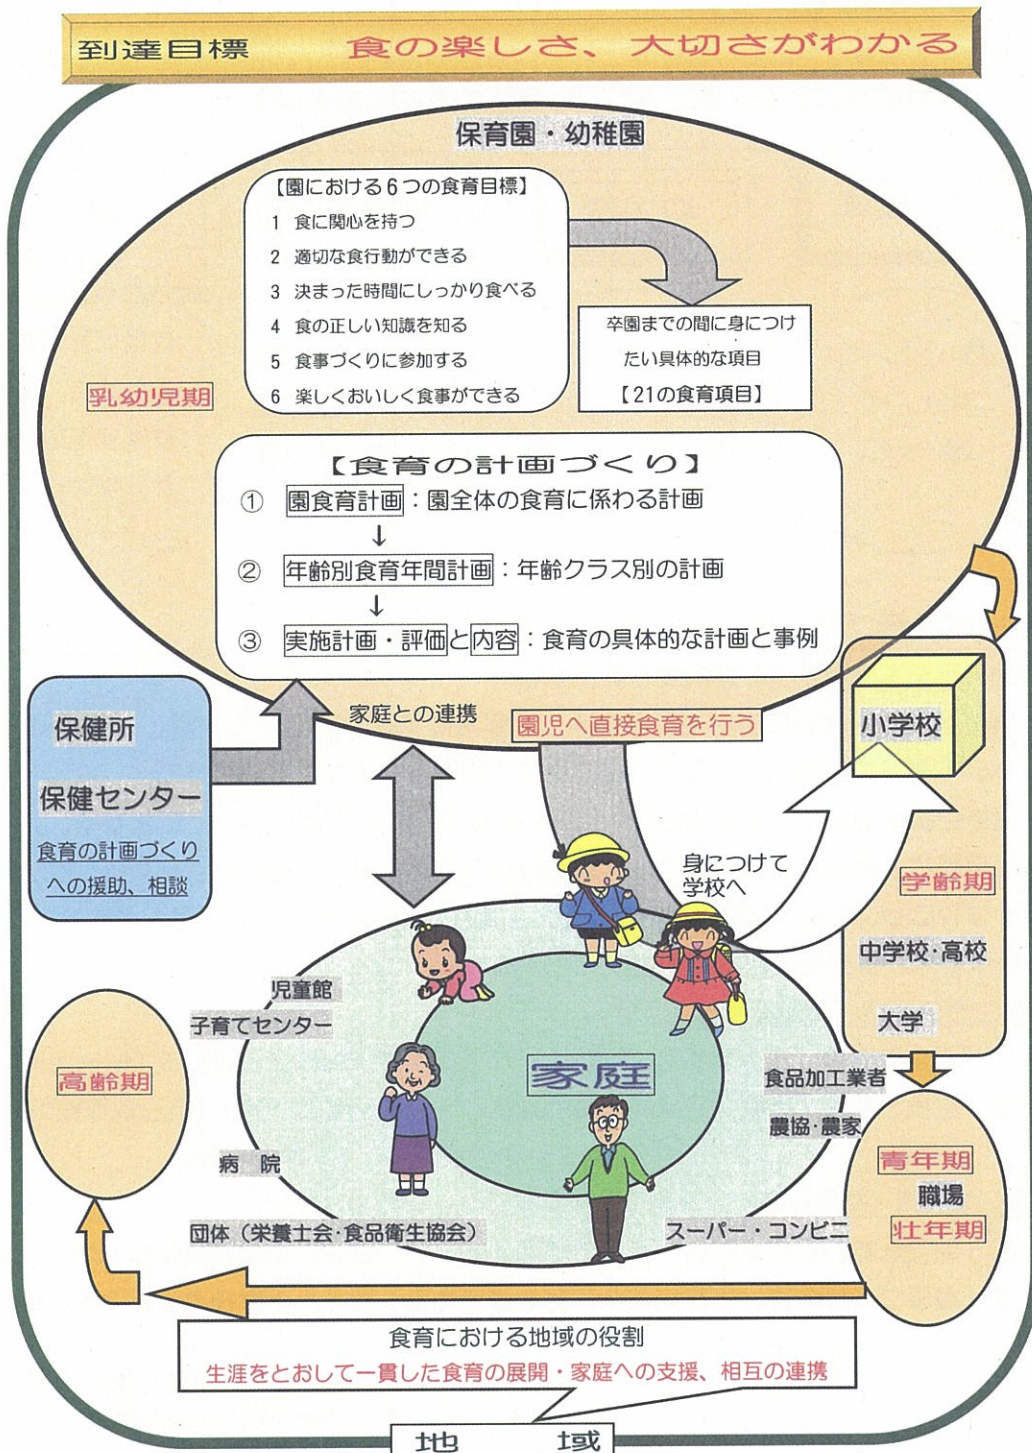 到達目標　食の楽しさ、大切さがわかる
保育園・幼稚園
【園における6つの食育目標】
1 食に関心を持つ
2 適切な食行動ができる
3 決まった時間にしっかり食べる
4 食の正しい知識を知る
5 食事づくりに参加する
6 楽しくおいしく食事ができる
卒園までの間に身につけ
たい具体的な項目
【21の食育項目】
乳幼児期
【食育の計画づくり】
① 園食育計画：園全体の食育に係わる計画
↓
② 年齢別食育年間計画：年齢クラス別の計画
↓
③ 実施計画・評価と内容：食育の具体的な計画と事例
家庭との連携
園児へ直接食育を行う
保健所
保健センター
食育の計画づくり
への援助、相談
小学校
身につけて
学校へ
学齢期
中学校・高校
大学
児童館
子育てセンター
家庭
高齢期
食品加工業者
農協・農家
病　院
青年期
職場
壮年期
団体（栄養士会・食品衛生協会）
スーパー・コンビニ
食育における地域の役割
生涯をとおして一貫した食育の展開・家庭への支援、相互の連携
地　域